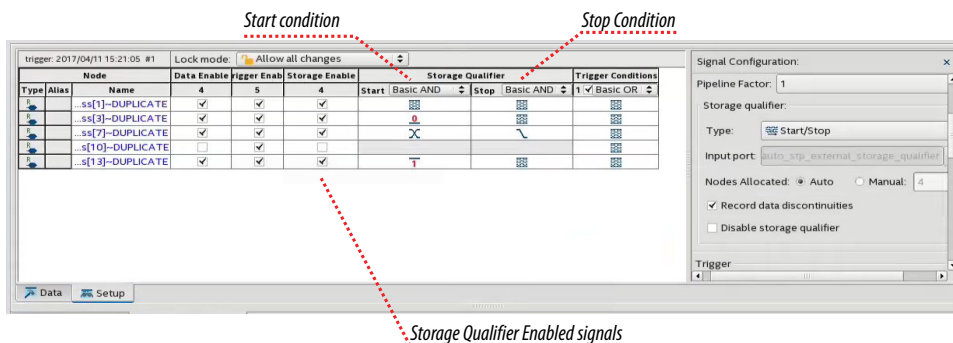 Start condition
Stop Condition
trigger: 2017/04/11 15:21:05 #1
Lock mode: Allow all changes
Node
Data Enable
rigger Enab
Storage Enable
Storage Qualifier
Trigger Conditions
Type Alias Name
4
5
4
Start Basic AND
Stop Basic AND
1 Basic OR
...ss[1]~DUPLICATE
...ss[3]~DUPLICATE
0
...ss[7]~DUPLICATE
...s[10]~DUPLICATE
...s[13]~DUPLICATE
1
Data
Setup
Signal Configuration:
Pipeline Factor: 1
Storage qualifier:
Type: Start/Stop
Input port: auto_stp_external_storage_qualifier
Nodes Allocated: Auto Manual: 4
Record data discontinuities
Disable storage qualifier
Trigger
Storage Qualifier Enabled signals